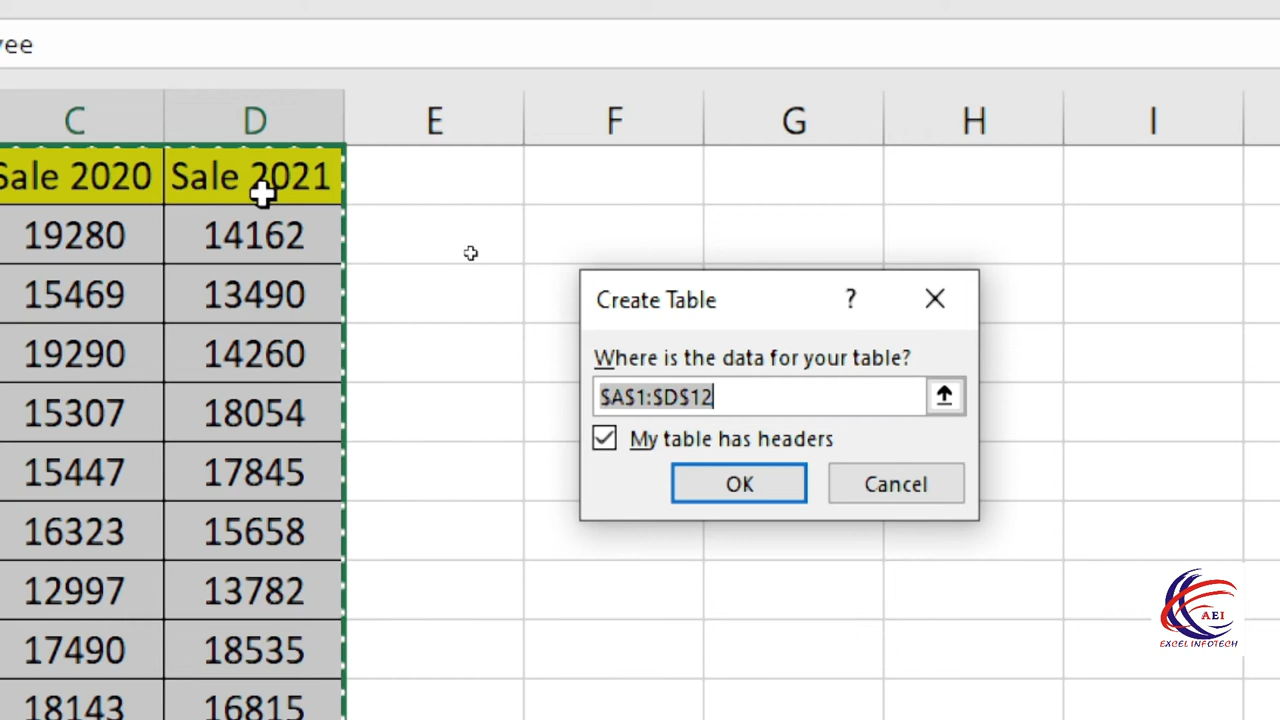 yee
C D E F G H I
Sale 2020 Sale 2021
19280 14162
15469 13490
19290 14260
15307 18054
15447 17845
16323 15658
12997 13782
17490 18535
18143 16815
Create Table ?
Where is the data for your table?
$A$1:$D$12
My table has headers
OK Cancel
AEI
EXCEL INFOTECH